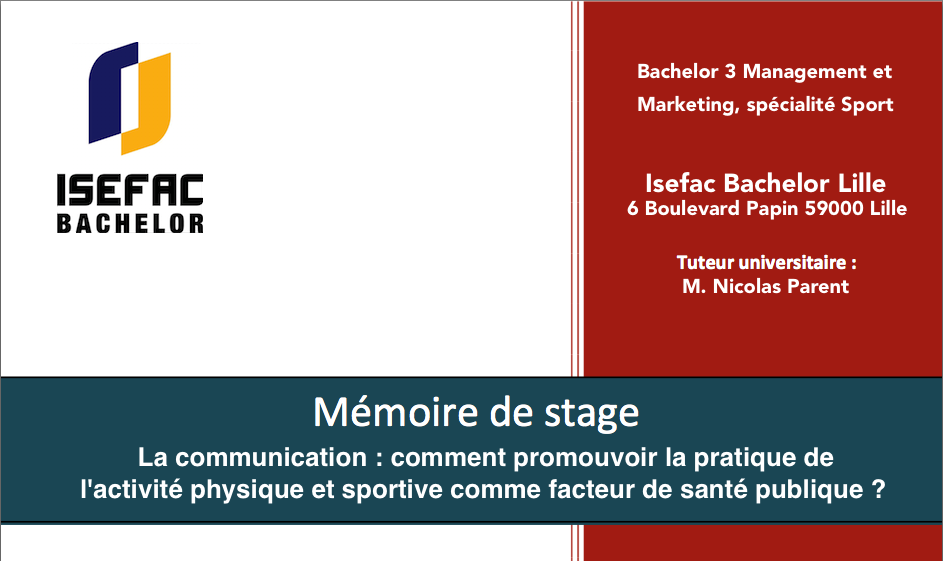 ISEFAC
BACHELOR
Bachelor 3 Management et
Marketing, spécialité Sport
Isefac Bachelor Lille
6 Boulevard Papin 59000 Lille
Tuteur universitaire :
M. Nicolas Parent
Mémoire de stage
La communication : comment promouvoir la pratique de
l'activité physique et sportive comme facteur de santé publique ?